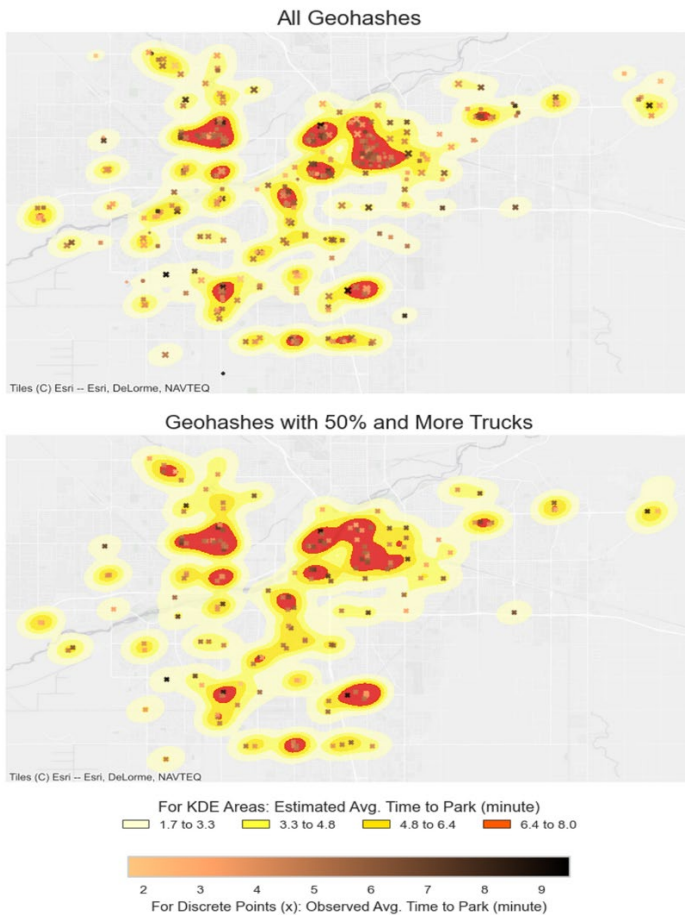 All Geohashes
Tiles (C) Esri -- Esri, DeLorme, NAVTEQ
Geohashes with 50% and More Trucks
Tiles (C) Esri -- Esri, DeLorme, NAVTEQ
For KDE Areas: Estimated Avg. Time to Park (minute)
1.7 to 3.3 3.3 to 4.8 4.8 to 6.4 6.4 to 8.0
2 3 4 5 6 7 8 9
For Discrete Points (x): Observed Avg. Time to Park (minute)